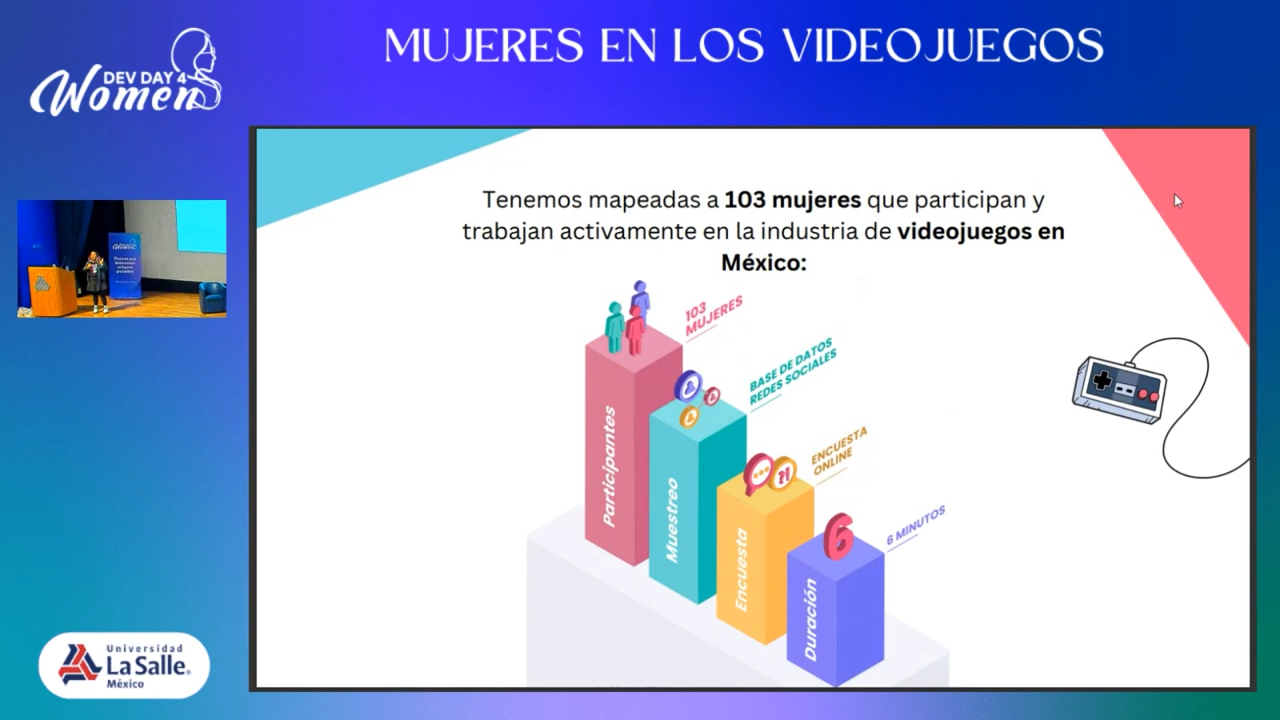 MUJERES EN LOS VIDEOJUEGOS
DEV DAY 4
Women
Tenemos mapeadas a 103 mujeres que participan y
trabajan activamente en la industria de videojuegos en
México:
103
MUJERES
BASE DE DATOS
REDES SOCIALES
ENCUESTA
ONLINE
6
6 MINUTOS
Participantes
Muestreo
Encuesta
Duración
Universidad
La Salle®
México